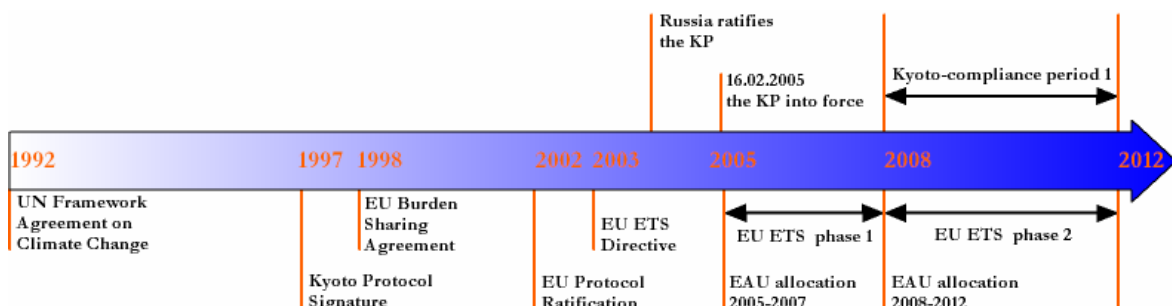 Russia ratifies
the KP
16.02.2005
the KP into force
Kyoto-compliance period 1
1992
1997
1998
2002
2003
2005
2008
2012
UN Framework
Agreement on
Climate Change
EU Burden
Sharing
Agreement
EU ETS
Directive
EU ETS phase 1
EU ETS phase 2
Kyoto Protocol
Signature
EU Protocol
Ratification
EAU allocation
2005-2007
EAU allocation
2008-2012